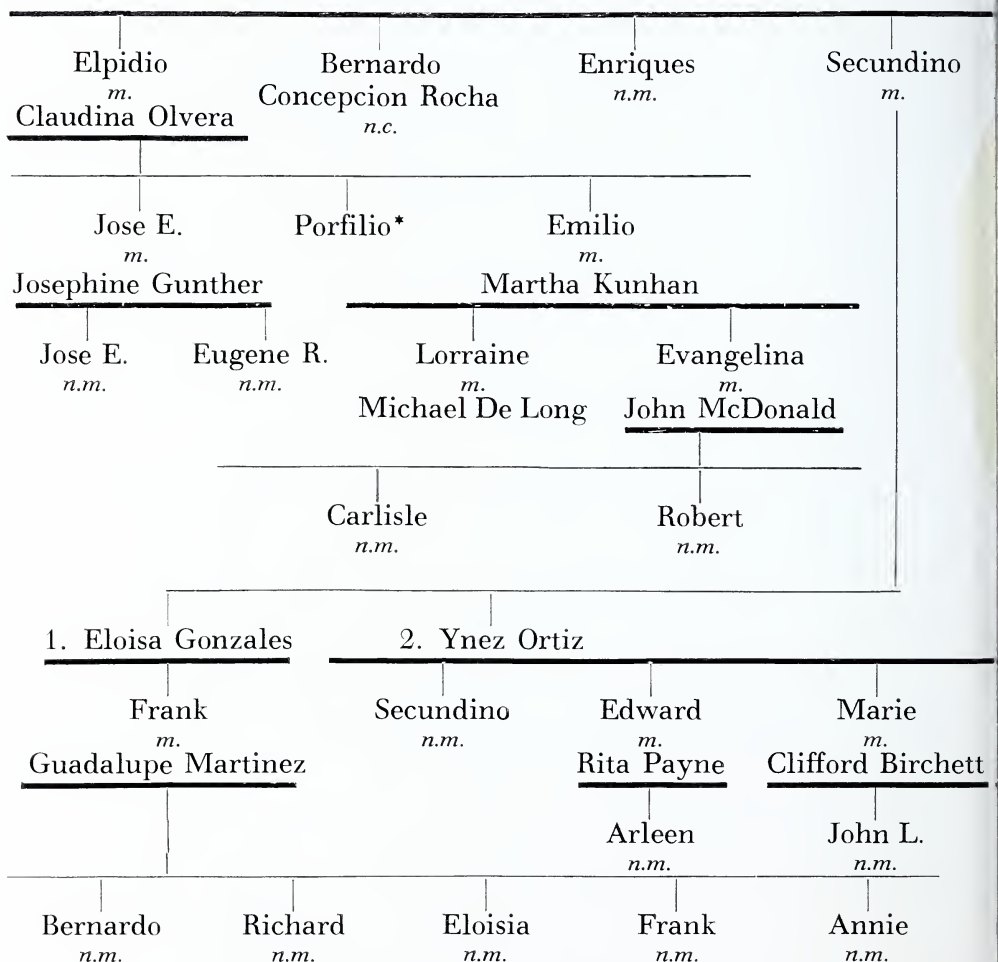 Elpidio Bernardo Enriques Secundino
m. Concepcion Rocha n.m. m.
Claudina Olvera n.c.
Jose E. Porfilio* Emilio
m. m.
Josephine Gunther Martha Kunhan
Jose E. Eugene R. Lorraine Evangelina
n.m. n.m. m. m.
Michael De Long John McDonald
Carlisle Robert
n.m. n.m.
1. Eloisa Gonzales 2. Ynez Ortiz
Frank Secundino Edward Marie
m. n.m. m. m.
Guadalupe Martinez Rita Payne Clifford Birchett
Arleen John L.
n.m. n.m.
Bernardo Richard Eloisia Frank Annie
n.m. n.m. n.m. n.m. n.m.